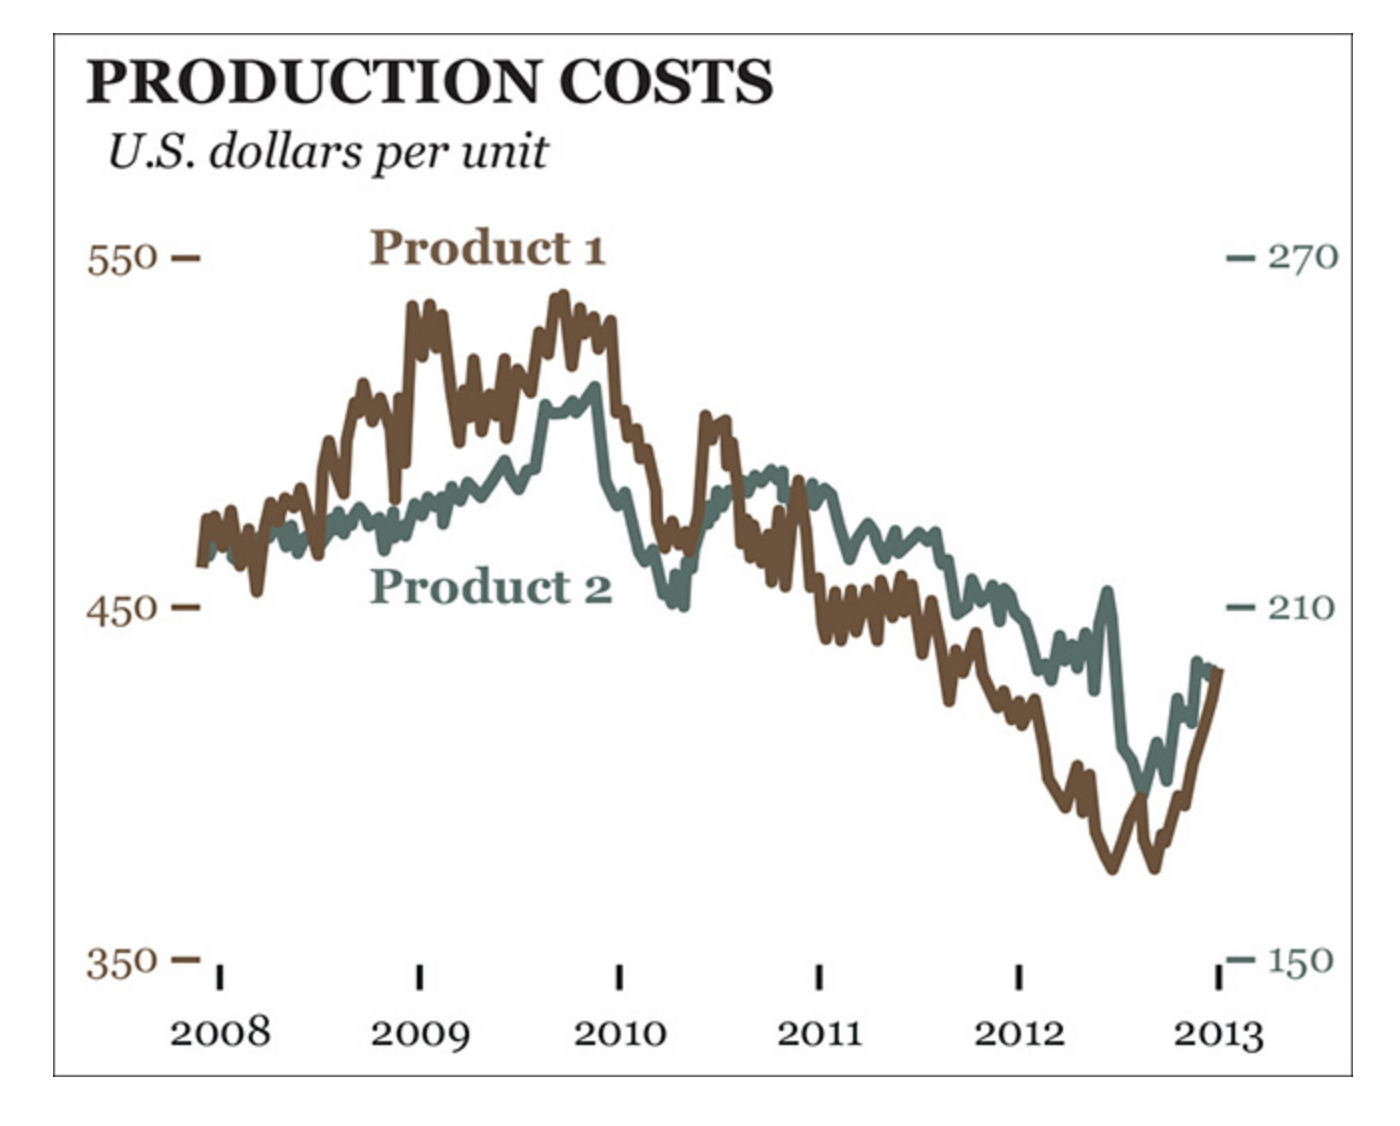 PRODUCTION COSTS
U.S. dollars per unit
Product 1
550
270
Product 2
450
210
350
150
2008 2009 2010 2011 2012 2013